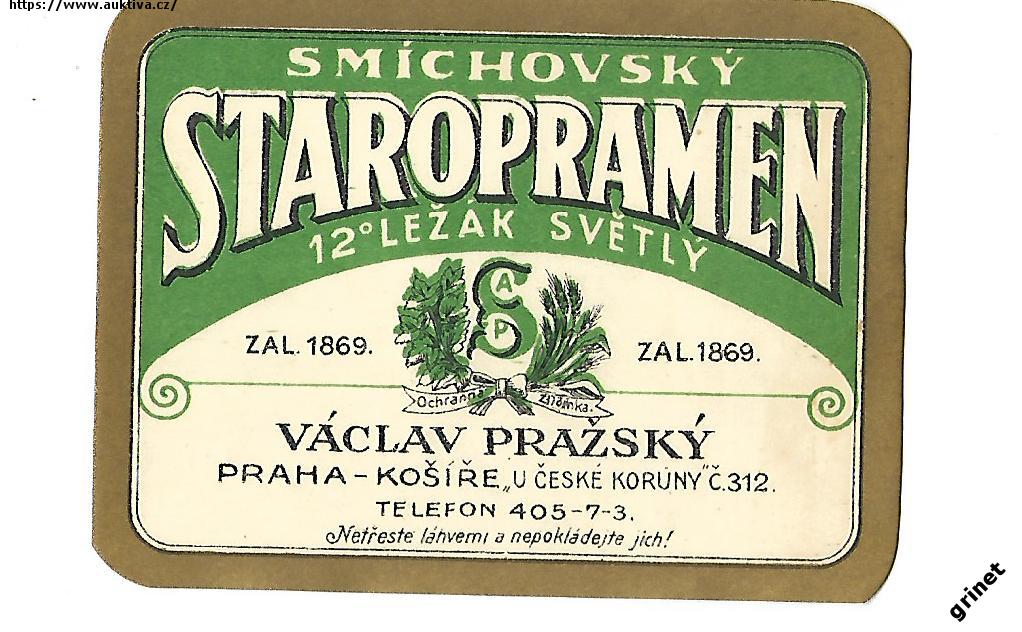 https://www.auktiva.cz/
SMÍCHOVSKÝ
STAROPRAMEN
12° LEŽÁK SVĚTLÝ
A
S
P
ZAL. 1869.
ZAL. 1869.
Ochranná známka.
VÁCLAV PRAŽSKÝ
PRAHA – KOŠÍŘE „U ČESKÉ KORUNY" Č. 312.
TELEFON 405-7-3.
Netřeste láhvemi a nepokládejte jich!
grinet